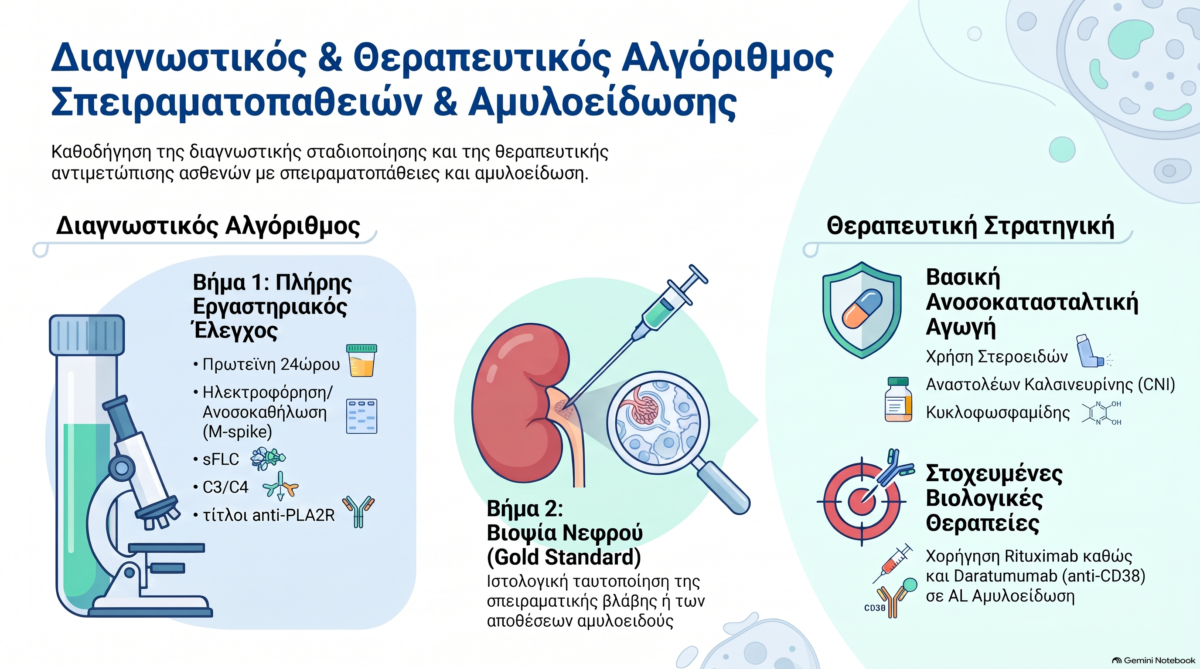 Διαγνωστικός & Θεραπευτικός Αλγόριθμος
Σπειραματοπαθειών & Αμυλοείδωσης
Καθοδήγηση της διαγνωστικής σταδιοποίησης και της θεραπευτικής
αντιμετώπισης ασθενών με σπειραματοπάθειες και αμυλοείδωση.
Διαγνωστικός Αλγόριθμος
Βήμα 1: Πλήρης
Εργαστηριακός
Έλεγχος
• Πρωτεϊνη 24ώρου
• Ηλεκτροφόρηση/
Ανοσοκαθήλωση
(M-spike)
• sFLC
• C3/C4
• τίτλοι anti-PLA2R
Βήμα 2:
Βιοψία Νεφρού
(Gold Standard)
Ιστολογική ταυτοποίηση της
σπειραματικής βλάβης ή των
αποθέσεων αμυλοειδούς
Θεραπευτική Στρατηγική
Βασική
Ανοσοκατασταλτική
Αγωγή
Χρήση Στεροειδών
Αναστολέων Καλσινευρίνης (CNI)
Κυκλοφωσφαμίδης
N
OH
N
OH
Στοχευμένες
Βιολογικές
Θεραπείες
Χορήγηση Rituximab καθώς
και Daratumumab (anti-CD38)
σε AL Αμυλοείδωση
CD38
Gemini Notebook